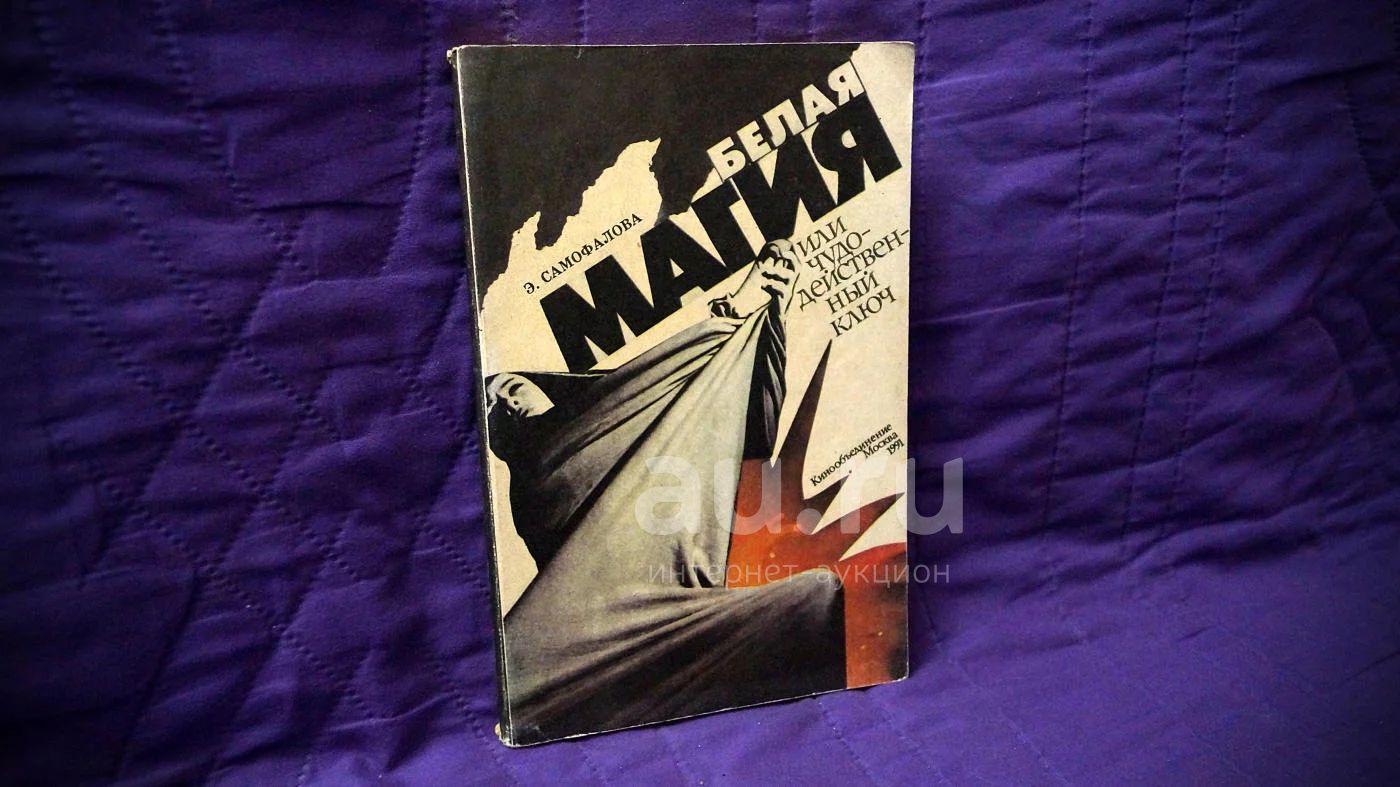 БЕЛАЯ
МАГИЯ
ИЛИ
ЧУДО-
ДЕЙСТВЕН-
НЫЙ
КЛЮЧ
Э. САМОФАЛОВА
Кинообъединение
Москва
1991
au.ru
интернет аукцион